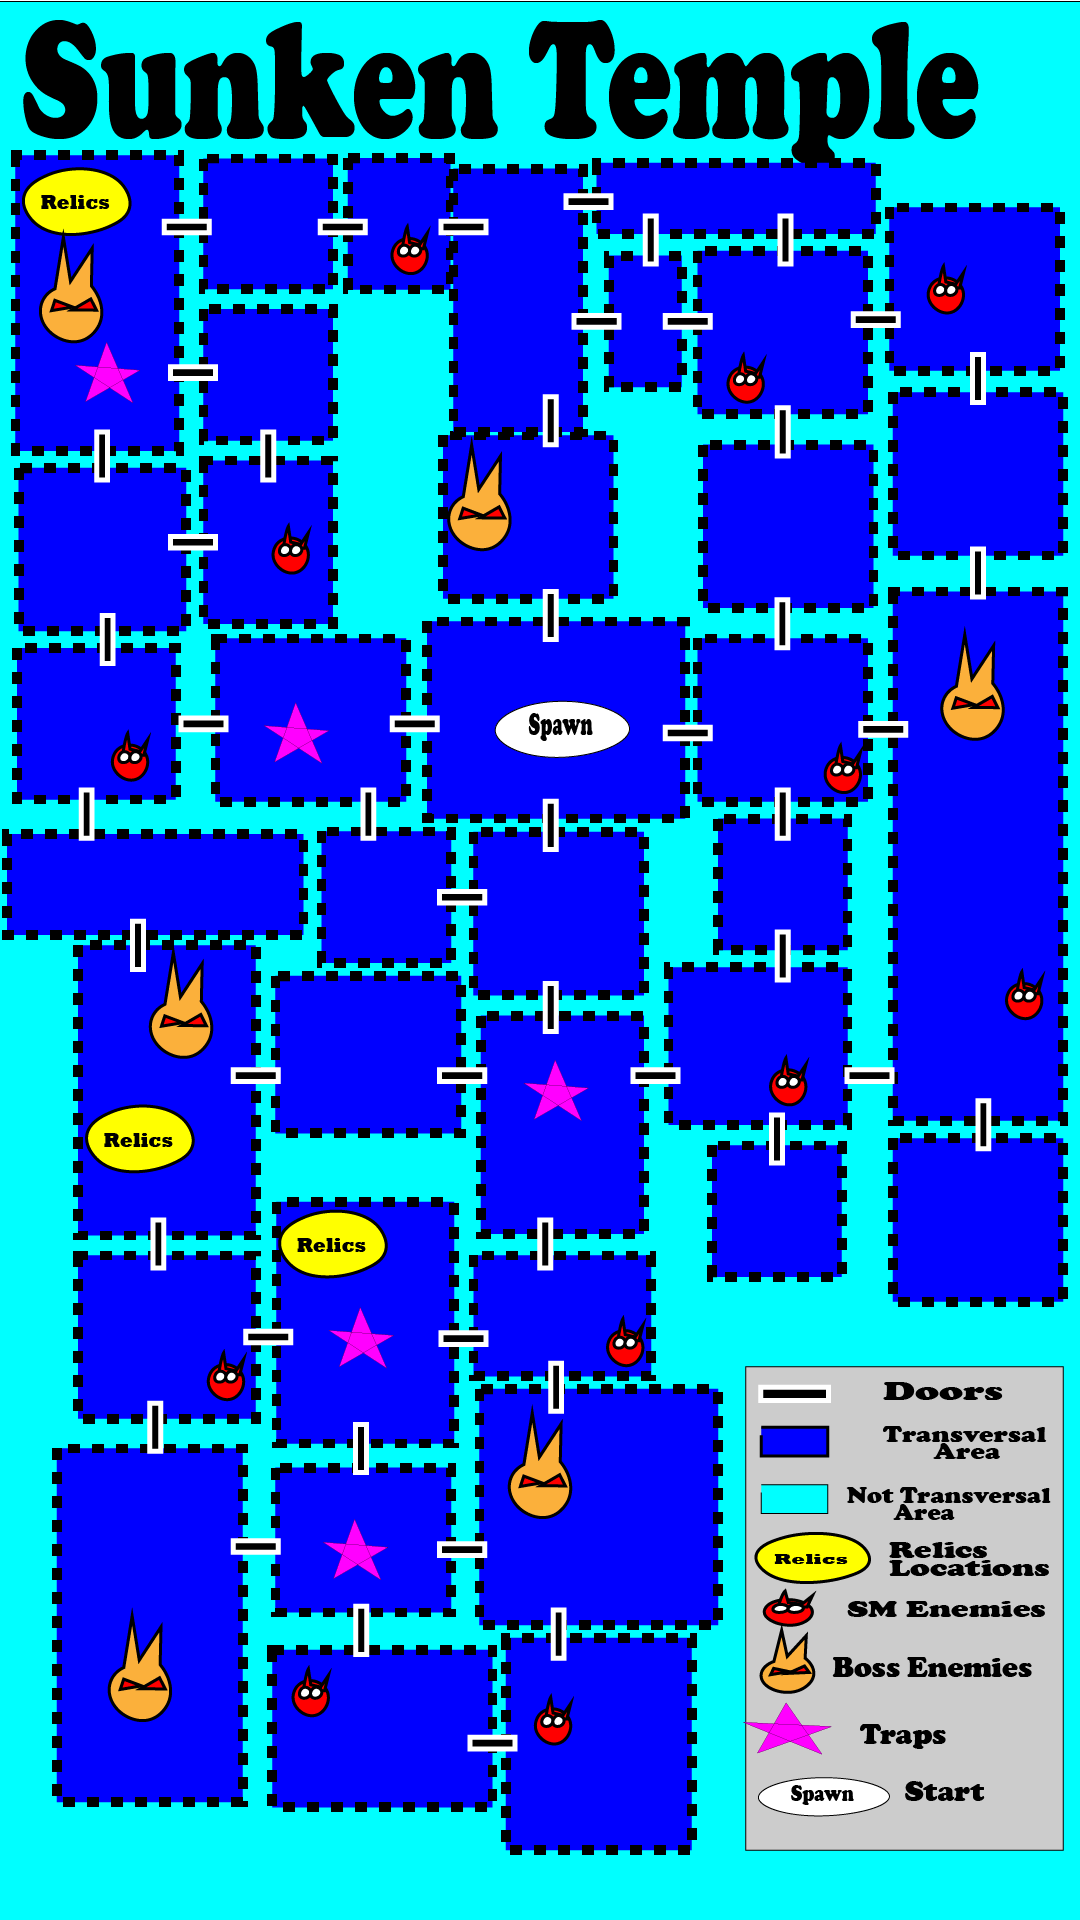 Sunken Temple
Relics
Spawn
Relics
Relics
Doors
Transversal
Area
Not Transversal
Area
Relics
Relics
Locations
SM Enemies
Boss Enemies
Traps
Spawn
Start